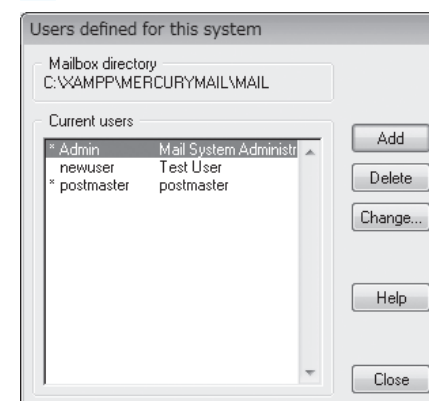 Users defined for this system
Mailbox directory
C:\XAMPP\MERCURYMAIL\MAIL
Current users
* Admin Mail System Administr
newuser Test User
* postmaster postmaster
Add
Delete
Change...
Help
Close